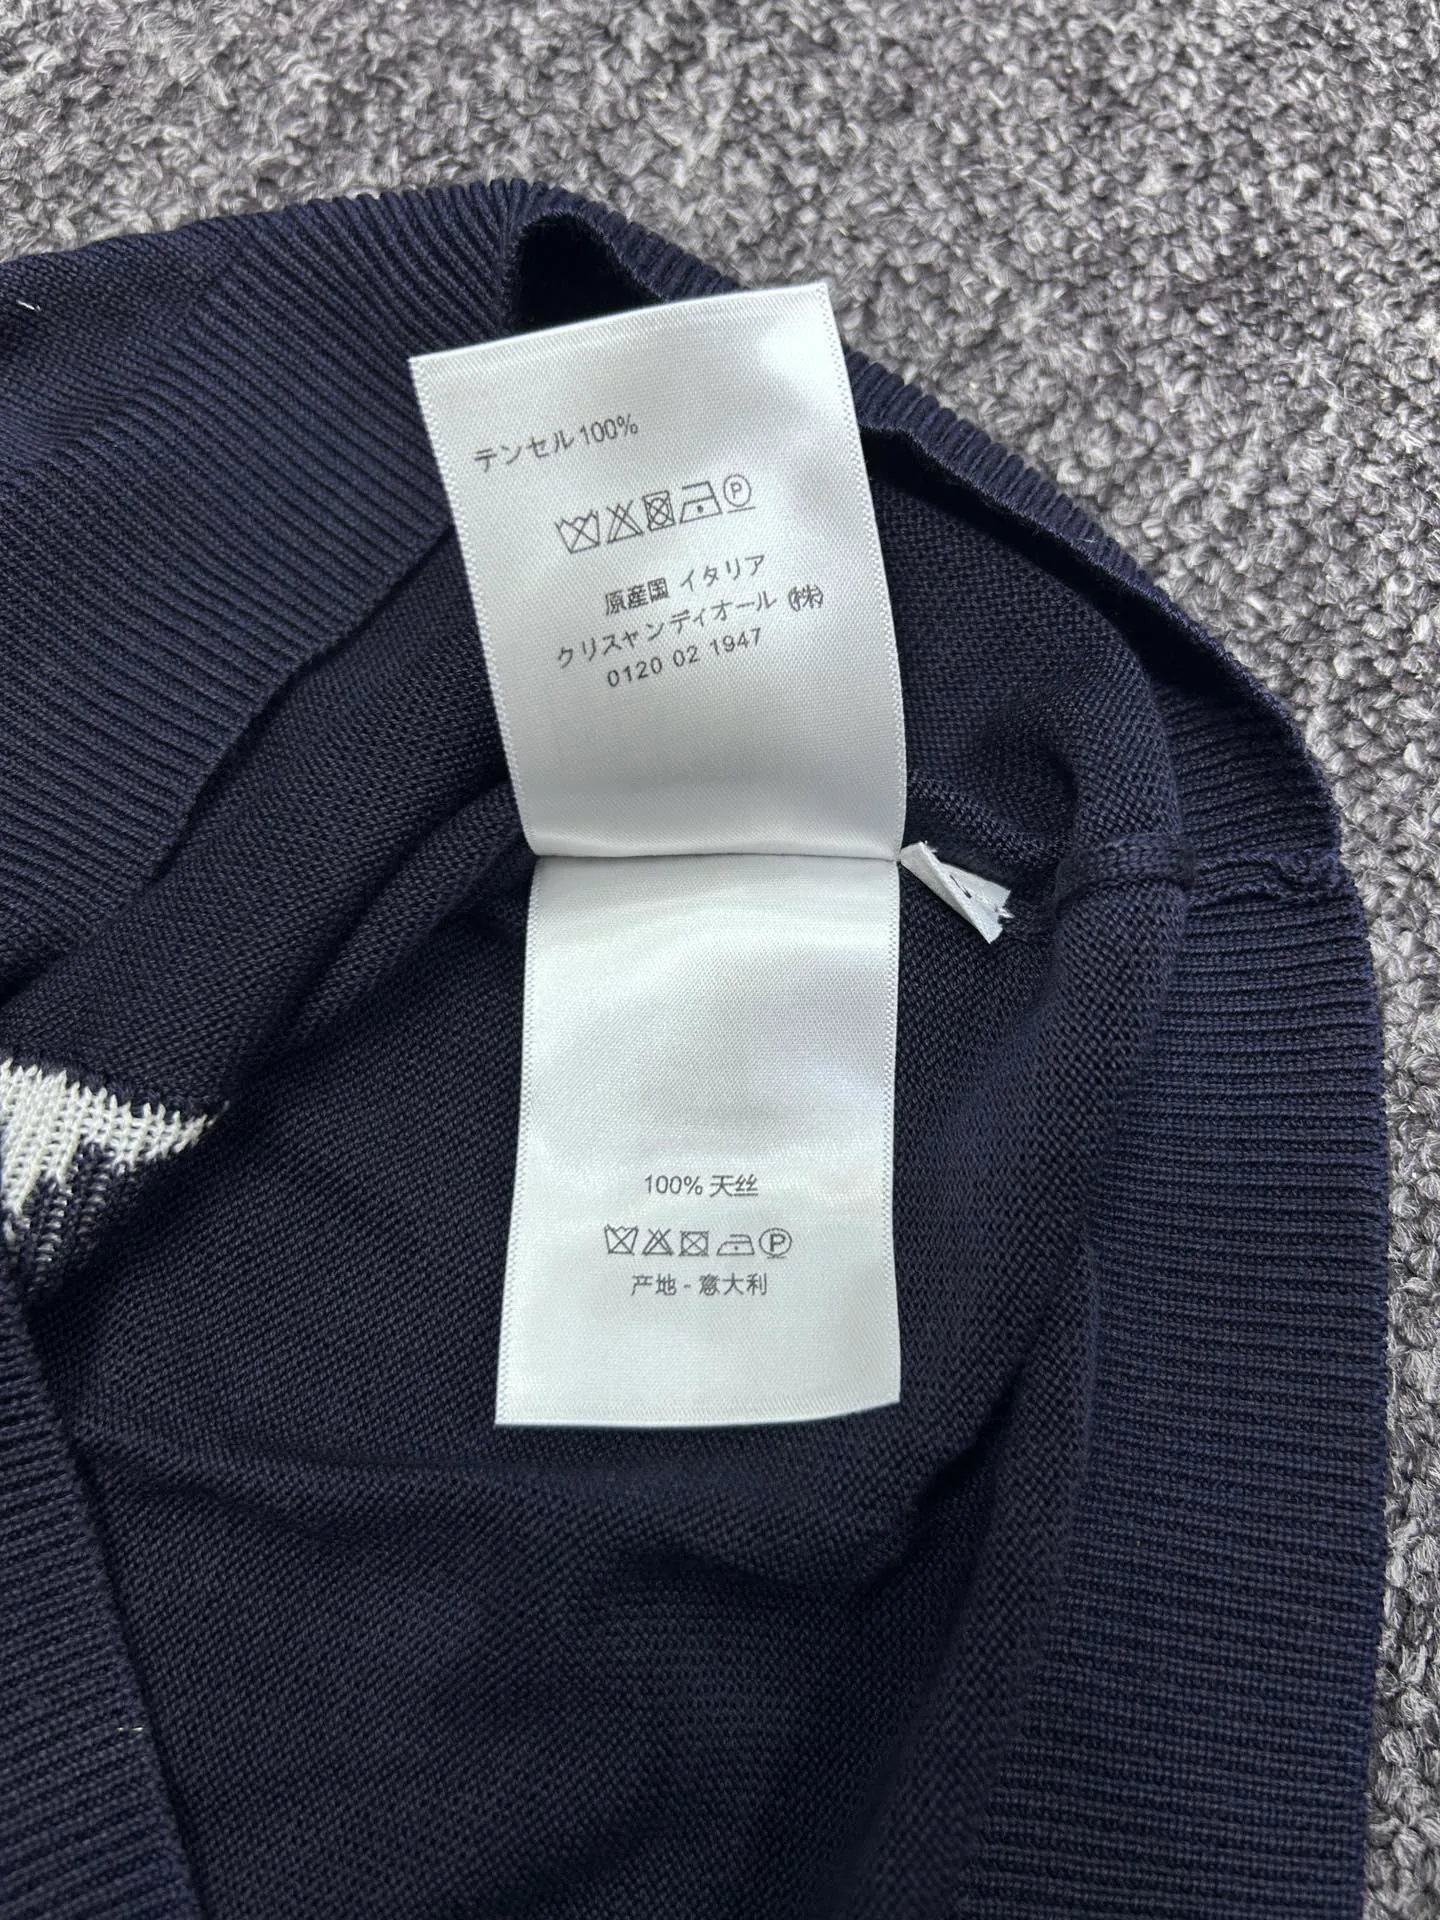 テンセル 100%
P
原産国 イタリア
クリスャンディオール ㈱
0120 02 1947
100% 天丝
P
产地 - 意大利